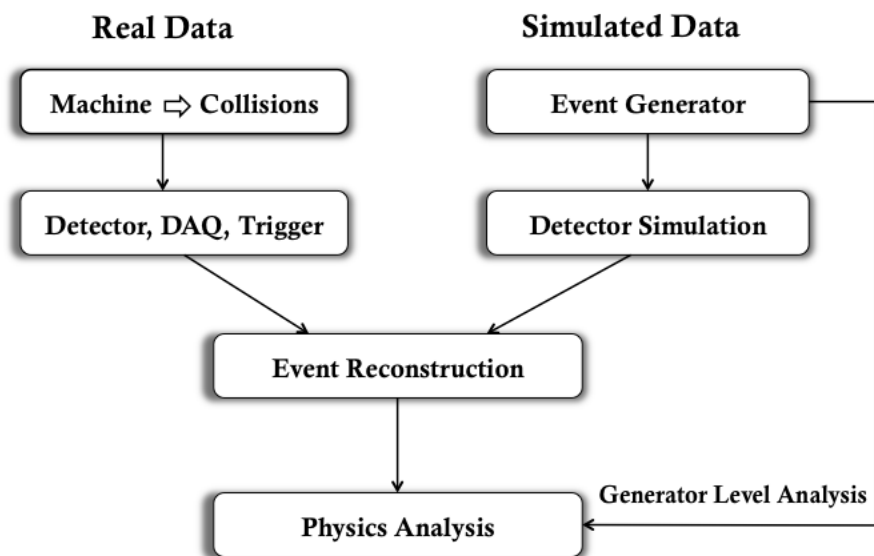 Real Data
Simulated Data
Machine ⇨ Collisions
Event Generator
Detector, DAQ, Trigger
Detector Simulation
Event Reconstruction
Generator Level Analysis
Physics Analysis